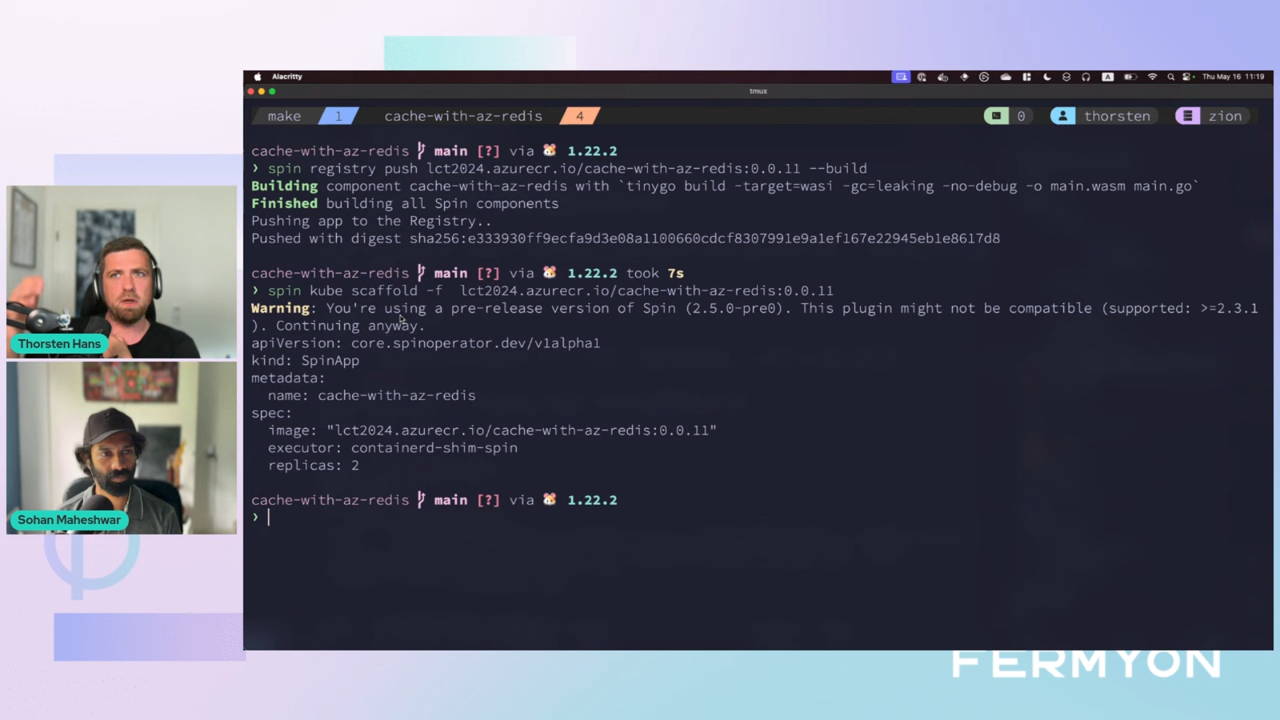 Alacritty
Thu May 16 11:19
tmux
make 1 cache-with-az-redis 4
0 thorsten zion
cache-with-az-redis main [?] via 1.22.2
❯ spin registry push lct2024.azurecr.io/cache-with-az-redis:0.0.11 --build
Building component cache-with-az-redis with `tinygo build -target=wasi -gc=leaking -no-debug -o main.wasm main.go`
Finished building all Spin components
Pushing app to the Registry..
Pushed with digest sha256:e333930ff9ecfa9d3e08a1100660cdcf8307991e9a1ef167e22945eb1e8617d8
cache-with-az-redis main [?] via 1.22.2 took 7s
❯ spin kube scaffold -f lct2024.azurecr.io/cache-with-az-redis:0.0.11
Warning: You're using a pre-release version of Spin (2.5.0-pre0). This plugin might not be compatible (supported: >=2.3.1
). Continuing anyway.
apiVersion: core.spinoperator.dev/v1alpha1
kind: SpinApp
metadata:
name: cache-with-az-redis
spec:
image: "lct2024.azurecr.io/cache-with-az-redis:0.0.11"
executor: containerd-shim-spin
replicas: 2
cache-with-az-redis main [?] via 1.22.2
❯
Thorsten Hans
Sohan Maheshwar
FERMYON